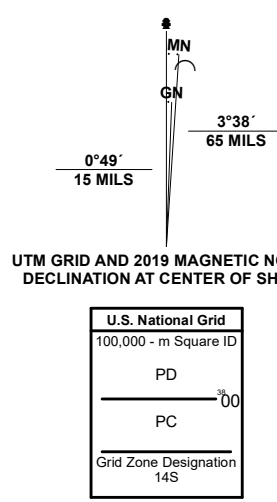 MN
GN
3°38´
65 MILS
0°49´
15 MILS
UTM GRID AND 2019 MAGNETIC N
DECLINATION AT CENTER OF SH
U.S. National Grid
100,000 - m Square ID
PD
38
00
PC
Grid Zone Designation
14S